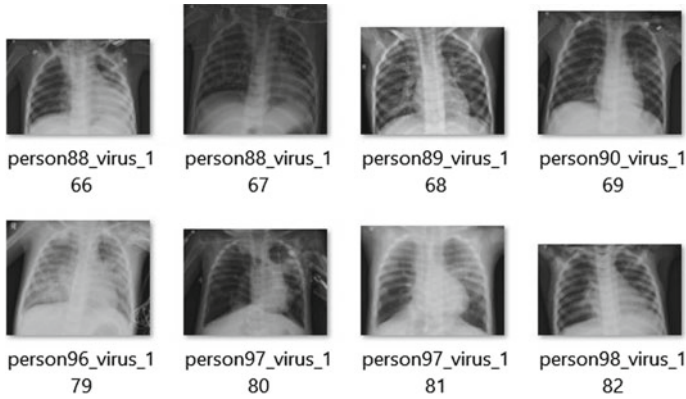 person88_virus_1 person88_virus_1 person89_virus_1 person90_virus_1
66 67 68 69
person96_virus_1 person97_virus_1 person97_virus_1 person98_virus_1
79 80 81 82